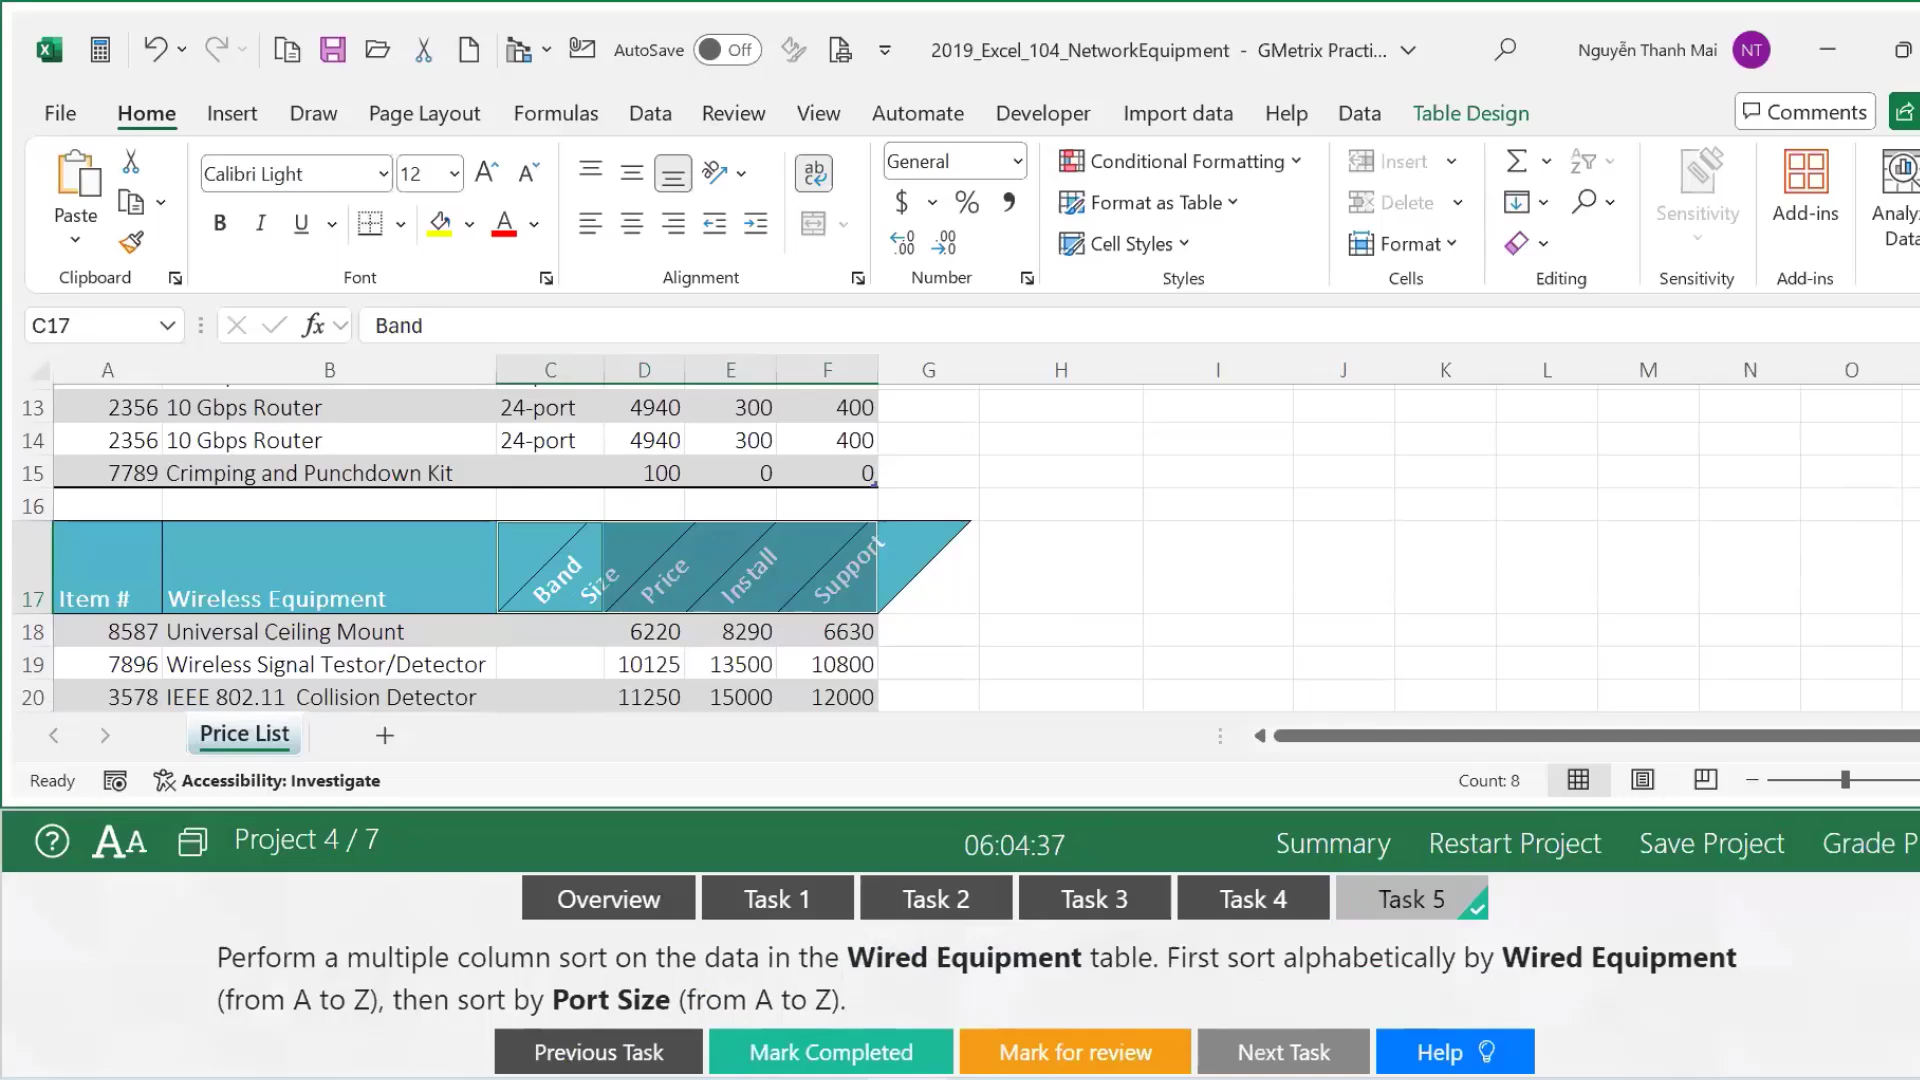 AutoSave Off 2019_Excel_104_NetworkEquipment - GMetrix Practi... Nguyễn Thanh Mai NT
File Home Insert Draw Page Layout Formulas Data Review View Automate Developer Import data Help Data Table Design Comments
Calibri Light 12 General Conditional Formatting Insert
Paste Format as Table Delete Sensitivity Add-ins Analyz
B I U Cell Styles Format Data
Clipboard Font Alignment Number Styles Cells Editing Sensitivity Add-ins
C17 fx Band
A B C D E F G H I J K L M N O
13 2356 10 Gbps Router 24-port 4940 300 400
14 2356 10 Gbps Router 24-port 4940 300 400
15 7789 Crimping and Punchdown Kit 100 0 0
16
17 Item # Wireless Equipment Band Size Price Install Support
18 8587 Universal Ceiling Mount 6220 8290 6630
19 7896 Wireless Signal Testor/Detector 10125 13500 10800
20 3578 IEEE 802.11 Collision Detector 11250 15000 12000
Price List
Ready Accessibility: Investigate Count: 8
Project 4 / 7 06:04:37 Summary Restart Project Save Project Grade P
Overview Task 1 Task 2 Task 3 Task 4 Task 5
Perform a multiple column sort on the data in the Wired Equipment table. First sort alphabetically by Wired Equipment
(from A to Z), then sort by Port Size (from A to Z).
Previous Task Mark Completed Mark for review Next Task Help